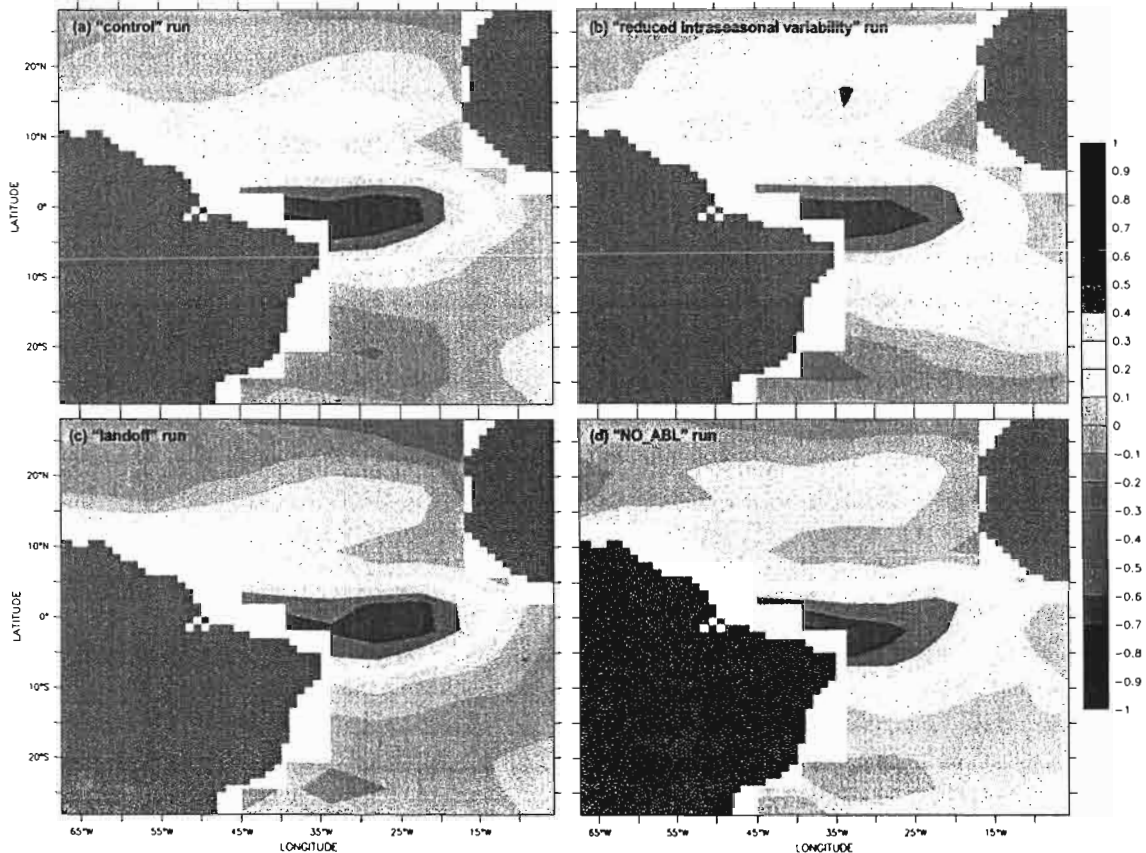 (a) "control" run
(b) "reduced intraseasonal variability" run
20°N
10°N
0°
10°S
20°S
LATITUDE
1
0.9
0.8
0.7
0.6
0.5
0.4
0.3
0.2
0.1
0
-0.1
-0.2
-0.3
-0.4
-0.5
-0.6
-0.7
-0.8
-0.9
-1
(c) "landoff" run
(d) "NO_ABL" run
20°N
10°N
0°
10°S
20°S
LATITUDE
65°W 55°W 45°W 35°W 25°W 15°W
65°W 55°W 45°W 35°W 25°W 15°W
LONGITUDE
LONGITUDE